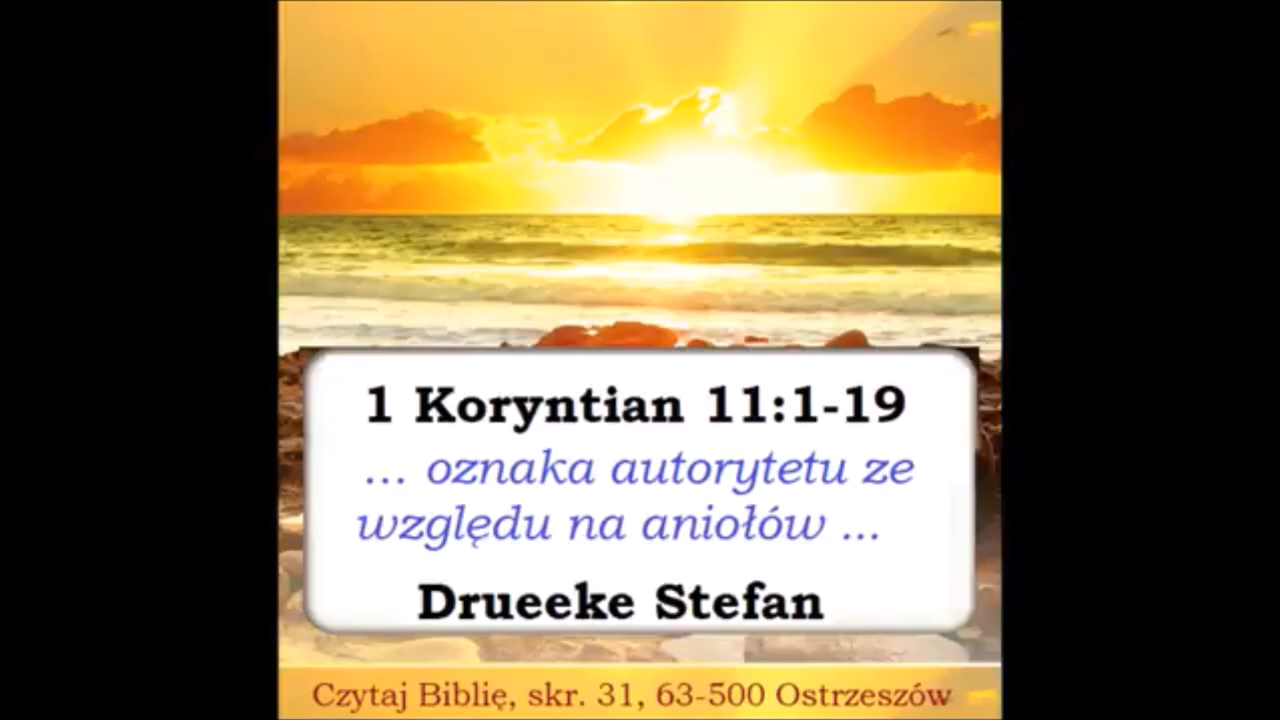 1 Koryntian 11:1-19
... oznaka autorytetu ze
względu na aniołów ...
Drueeke Stefan
Czytaj Biblię, skr. 31, 63-500 Ostrzeszów